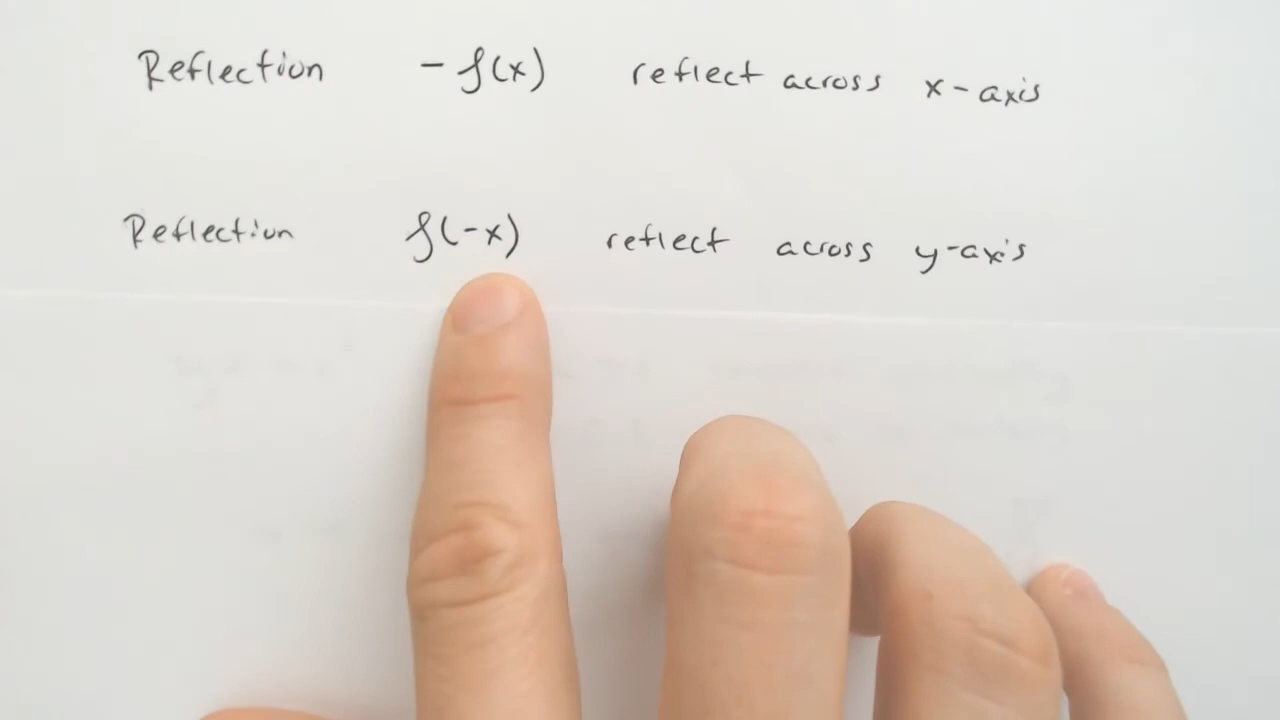 Reflection -f(x) reflect across x-axis
Reflection f(-x) reflect across y-axis